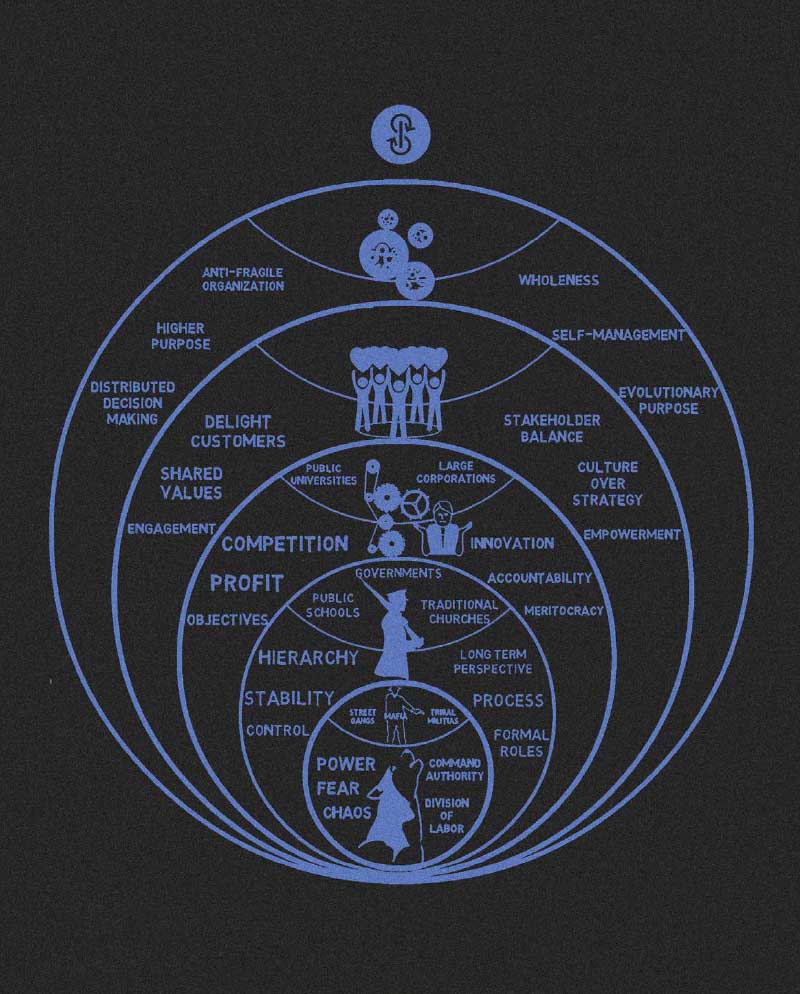 ANTI-FRAGILE
ORGANIZATION
WHOLENESS
HIGHER
PURPOSE
SELF-MANAGEMENT
DISTRIBUTED
DECISION
MAKING
EVOLUTIONARY
PURPOSE
DELIGHT
CUSTOMERS
STAKEHOLDER
BALANCE
SHARED
VALUES
CULTURE
OVER
STRATEGY
ENGAGEMENT
EMPOWERMENT
PUBLIC
UNIVERSITIES
LARGE
CORPORATIONS
COMPETITION
INNOVATION
PROFIT
ACCOUNTABILITY
OBJECTIVES
MERITOCRACY
GOVERNMENTS
PUBLIC
SCHOOLS
TRADITIONAL
CHURCHES
HIERARCHY
LONG TERM
PERSPECTIVE
STABILITY
PROCESS
CONTROL
FORMAL
ROLES
STREET
GANGS
MAFIA
TRIBAL
MILITIAS
POWER
COMMAND
AUTHORITY
FEAR
CHAOS
DIVISION
OF
LABOR